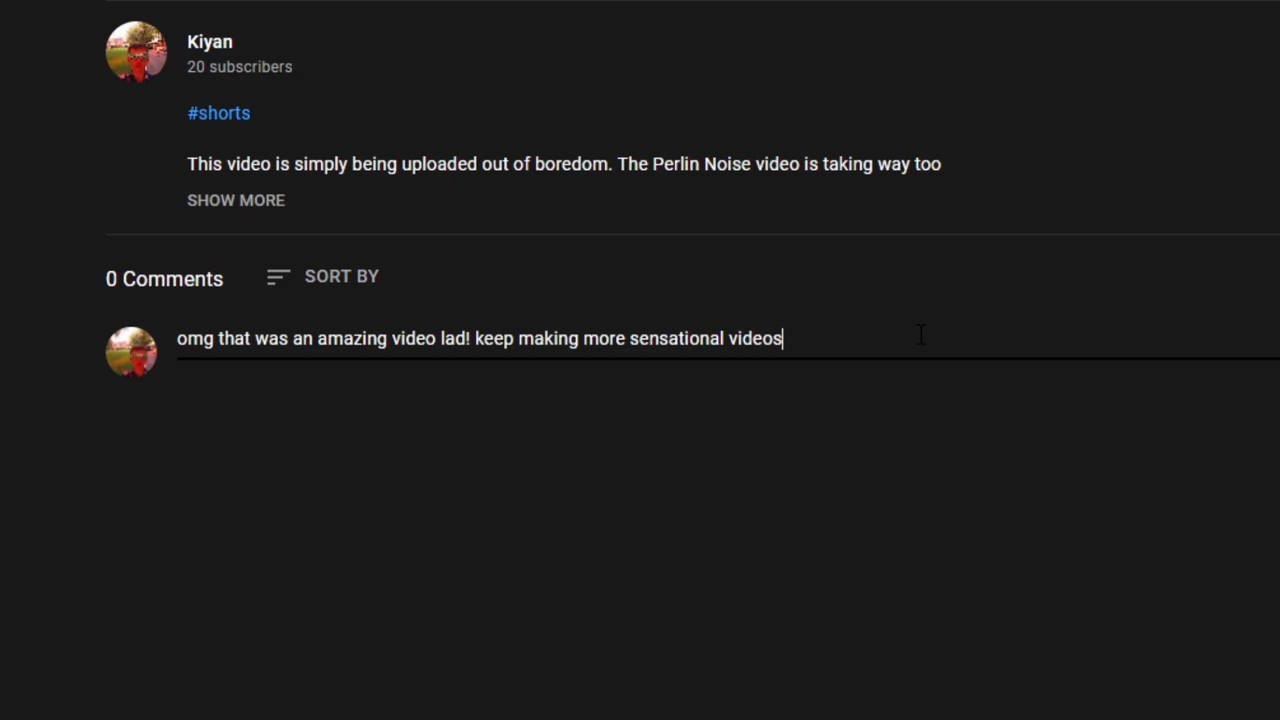 Kiyan
20 subscribers
#shorts
This video is simply being uploaded out of boredom. The Perlin Noise video is taking way too
SHOW MORE
0 Comments
SORT BY
omg that was an amazing video lad! keep making more sensational videos